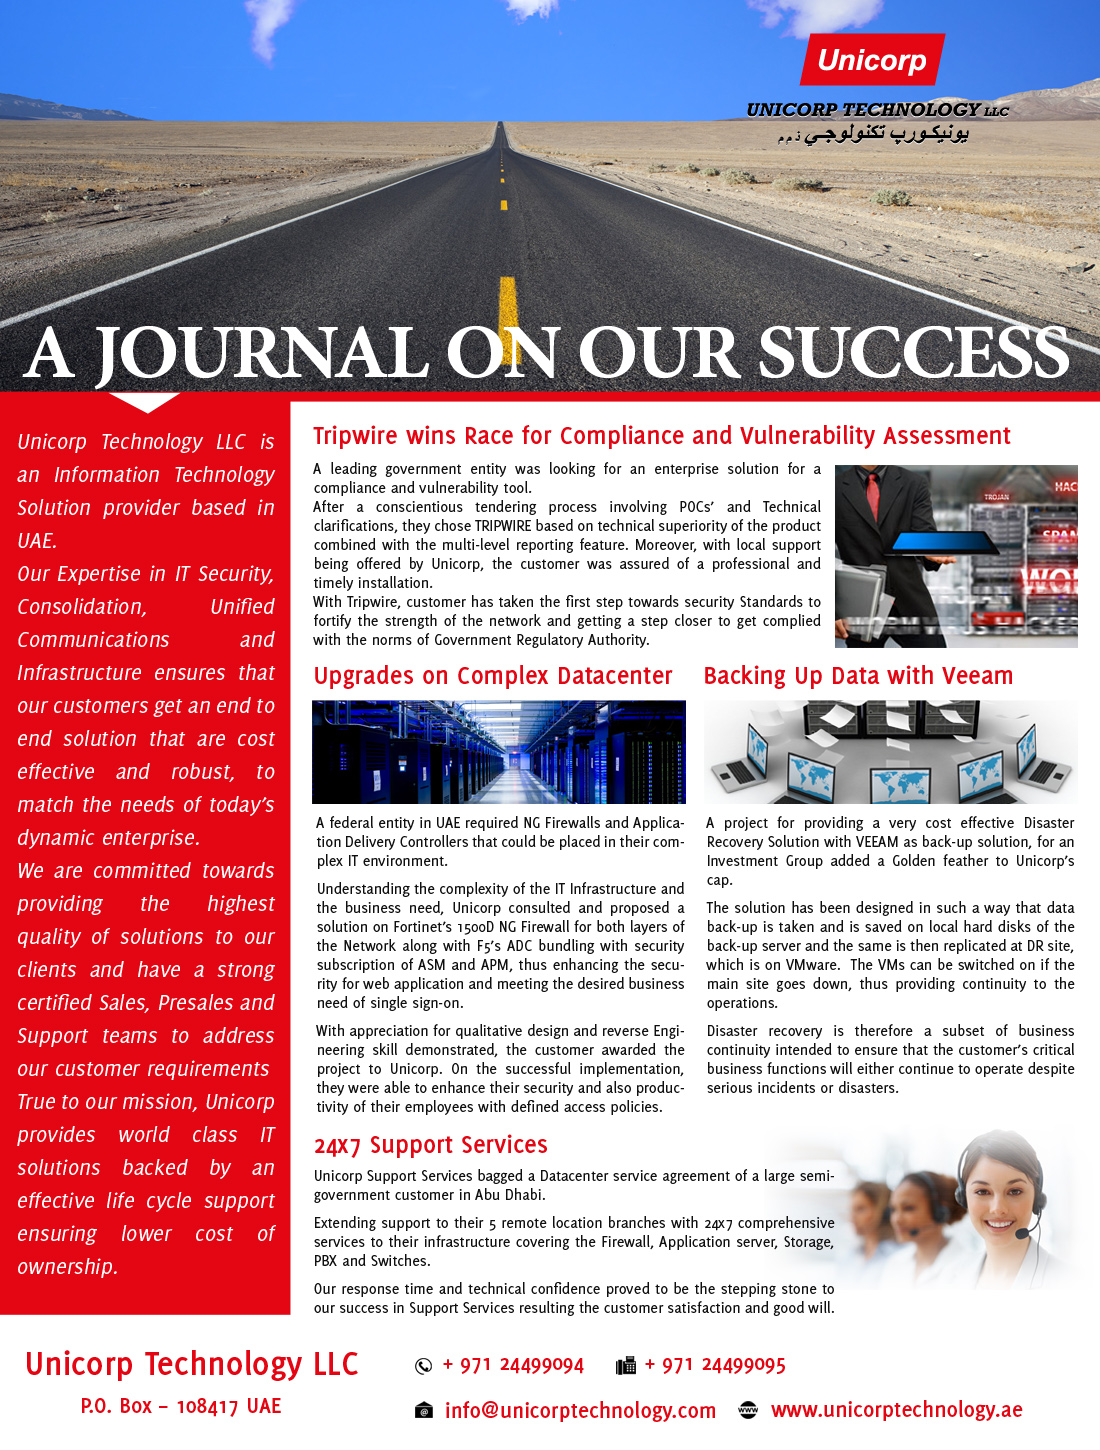 Unicorp
UNICORP TECHNOLOGY LLC
يونيكورپ تكنولوجي ذ م م
A JOURNAL ON OUR SUCCESS
Unicorp Technology LLC is
an Information Technology
Solution provider based in
UAE.
Our Expertise in IT Security,
Consolidation, Unified
Communications and
Infrastructure ensures that
our customers get an end to
end solution that are cost
effective and robust, to
match the needs of today's
dynamic enterprise.
We are committed towards
providing the highest
quality of solutions to our
clients and have a strong
certified Sales, Presales and
Support teams to address
our customer requirements
True to our mission, Unicorp
provides world class IT
solutions backed by an
effective life cycle support
ensuring lower cost of
ownership.
Tripwire wins Race for Compliance and Vulnerability Assessment
A leading government entity was looking for an enterprise solution for a
compliance and vulnerability tool.
After a conscientious tendering process involving POCs' and Technical
clarifications, they chose TRIPWIRE based on technical superiority of the product
combined with the multi-level reporting feature. Moreover, with local support
being offered by Unicorp, the customer was assured of a professional and
timely installation.
With Tripwire, customer has taken the first step towards security Standards to
fortify the strength of the network and getting a step closer to get complied
with the norms of Government Regulatory Authority.
TROJAN
HAC
SPAN
WOR
Upgrades on Complex Datacenter
A federal entity in UAE required NG Firewalls and Applica-
tion Delivery Controllers that could be placed in their com-
plex IT environment.
Understanding the complexity of the IT Infrastructure and
the business need, Unicorp consulted and proposed a
solution on Fortinet's 1500D NG Firewall for both layers of
the Network along with F5's ADC bundling with security
subscription of ASM and APM, thus enhancing the secu-
rity for web application and meeting the desired business
need of single sign-on.
With appreciation for qualitative design and reverse Engi-
neering skill demonstrated, the customer awarded the
project to Unicorp. On the successful implementation,
they were able to enhance their security and also produc-
tivity of their employees with defined access policies.
Backing Up Data with Veeam
A project for providing a very cost effective Disaster
Recovery Solution with VEEAM as back-up solution, for an
Investment Group added a Golden feather to Unicorp's
cap.
The solution has been designed in such a way that data
back-up is taken and is saved on local hard disks of the
back-up server and the same is then replicated at DR site,
which is on VMware. The VMs can be switched on if the
main site goes down, thus providing continuity to the
operations.
Disaster recovery is therefore a subset of business
continuity intended to ensure that the customer's critical
business functions will either continue to operate despite
serious incidents or disasters.
24x7 Support Services
Unicorp Support Services bagged a Datacenter service agreement of a large semi-
government customer in Abu Dhabi.
Extending support to their 5 remote location branches with 24x7 comprehensive
services to their infrastructure covering the Firewall, Application server, Storage,
PBX and Switches.
Our response time and technical confidence proved to be the stepping stone to
our success in Support Services resulting the customer satisfaction and good will.
Unicorp Technology LLC
P.O. Box – 108417 UAE
+ 971 24499094
+ 971 24499095
info@unicorptechnology.com
www.unicorptechnology.ae